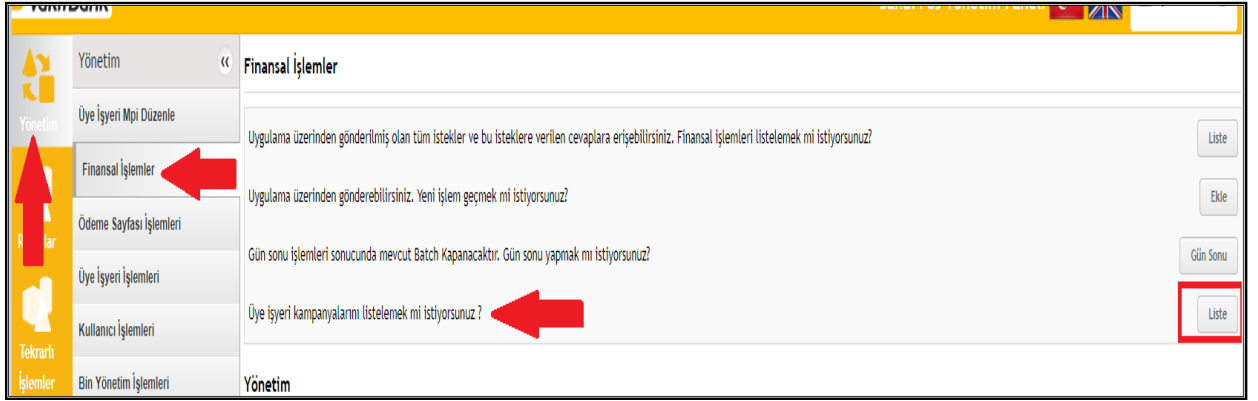 Yönetim
Yönetim
Üye İşyeri Mpi Düzenle
Finansal İşlemler
Ödeme Sayfası İşlemleri
Üye İşyeri İşlemleri
Kullanıcı İşlemleri
Tekrarlı
İşlemler
Bin Yönetim İşlemleri
Finansal İşlemler
Uygulama üzerinden gönderilmiş olan tüm istekler ve bu isteklere verilen cevaplara erişebilirsiniz. Finansal işlemleri listelemek mi istiyorsunuz?
Liste
Uygulama üzerinden gönderebilirsiniz. Yeni işlem geçmek mi istiyorsunuz?
Ekle
Gün sonu işlemleri sonucunda mevcut Batch Kapanacaktır. Gün sonu yapmak mı istiyorsunuz?
Gün Sonu
Üye işyeri kampanyalarını listelemek mi istiyorsunuz ?
Liste
Yönetim